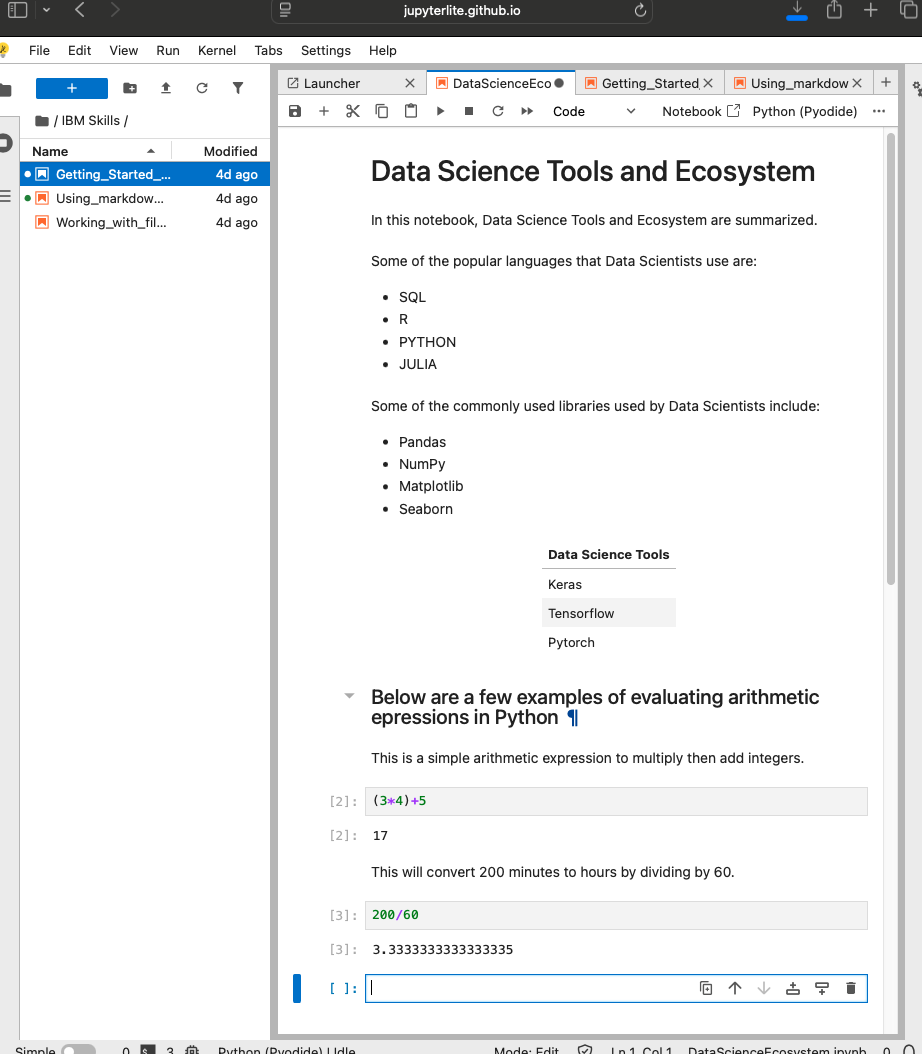 jupyterlite.github.io
File Edit View Run Kernel Tabs Settings Help
Launcher
DataScienceEco
Getting_Started
Using_markdow
Code
Notebook
Python (Pyodide)
/ IBM Skills /
Name Modified
Getting_Started_... 4d ago
Using_markdow... 4d ago
Working_with_fil... 4d ago
Data Science Tools and Ecosystem
In this notebook, Data Science Tools and Ecosystem are summarized.
Some of the popular languages that Data Scientists use are:
SQL
R
PYTHON
JULIA
Some of the commonly used libraries used by Data Scientists include:
Pandas
NumPy
Matplotlib
Seaborn
Data Science Tools
Keras
Tensorflow
Pytorch
Below are a few examples of evaluating arithmetic
epressions in Python ¶
This is a simple arithmetic expression to multiply then add integers.
[2]: (3*4)+5
[2]: 17
This will convert 200 minutes to hours by dividing by 60.
[3]: 200/60
[3]: 3.3333333333333335
[ ]:
Simple 0 3 Python (Pyodide) | Idle Mode: Edit Ln 1, Col 1 DataScienceEcosystem.ipynb 0